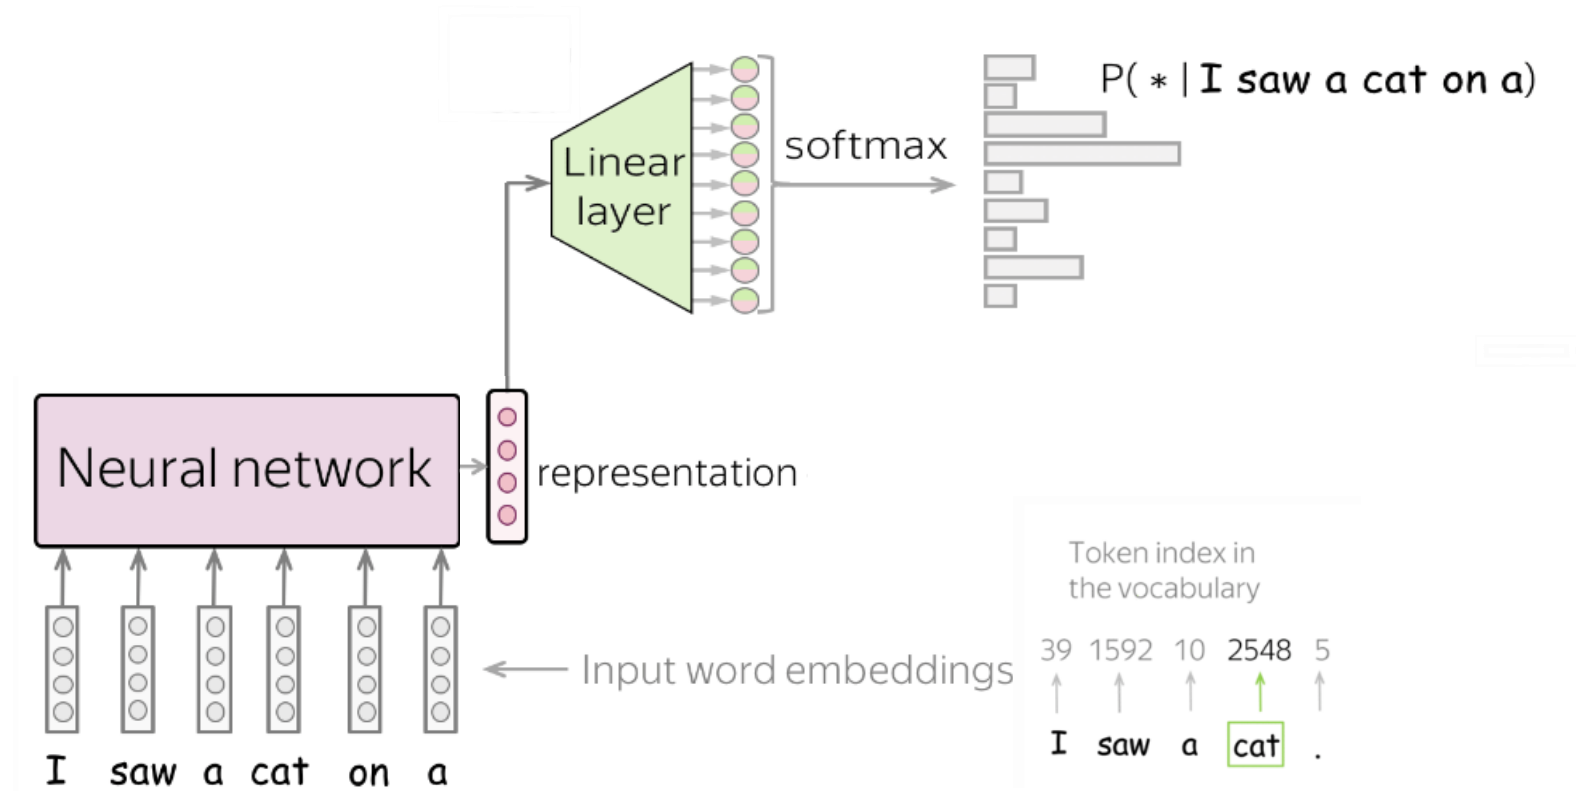 P( * | I saw a cat on a)
softmax
Linear
layer
Neural network
representation
Input word embeddings
I saw a cat on a
Token index in
the vocabulary
39 1592 10 2548 5
I saw a cat .